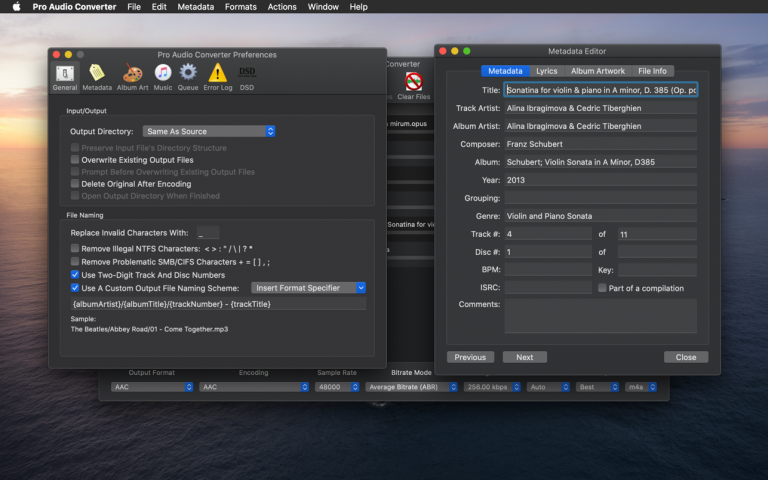 Pro Audio Converter File Edit Metadata Formats Actions Window Help
Pro Audio Converter Preferences
General Metadata Album Art Music Queue Error Log DSD
DSD
Input/Output
Output Directory: Same As Source
Preserve Input File's Directory Structure
Overwrite Existing Output Files
Prompt Before Overwriting Existing Output Files
Delete Original After Encoding
Open Output Directory When Finished
File Naming
Replace Invalid Characters With: _
Remove Illegal NTFS Characters: < > : " / \ | ? *
Remove Problematic SMB/CIFS Characters + = [ ] , ;
Use Two-Digit Track And Disc Numbers
Use A Custom Output File Naming Scheme: Insert Format Specifier
{albumArtist}/{albumTitle}/{trackNumber} - {trackTitle}
Sample:
The Beatles/Abbey Road/01 - Come Together.mp3
Converter
Clear Files
mirum.opus
Sonatina for vi
Output Format Encoding Sample Rate Bitrate Mode
AAC AAC 48000 Average Bitrate (ABR) 256.00 kbps Auto Best m4a
Metadata Editor
Metadata Lyrics Album Artwork File Info
Title: Sonatina for violin & piano in A minor, D. 385 (Op. po
Track Artist: Alina Ibragimova & Cedric Tiberghien
Album Artist: Alina Ibragimova & Cedric Tiberghien
Composer: Franz Schubert
Album: Schubert; Violin Sonata in A Minor, D385
Year: 2013
Grouping:
Genre: Violin and Piano Sonata
Track #: 4 of 11
Disc #: 1 of
BPM: Key:
ISRC: Part of a compilation
Comments:
Previous Next Close